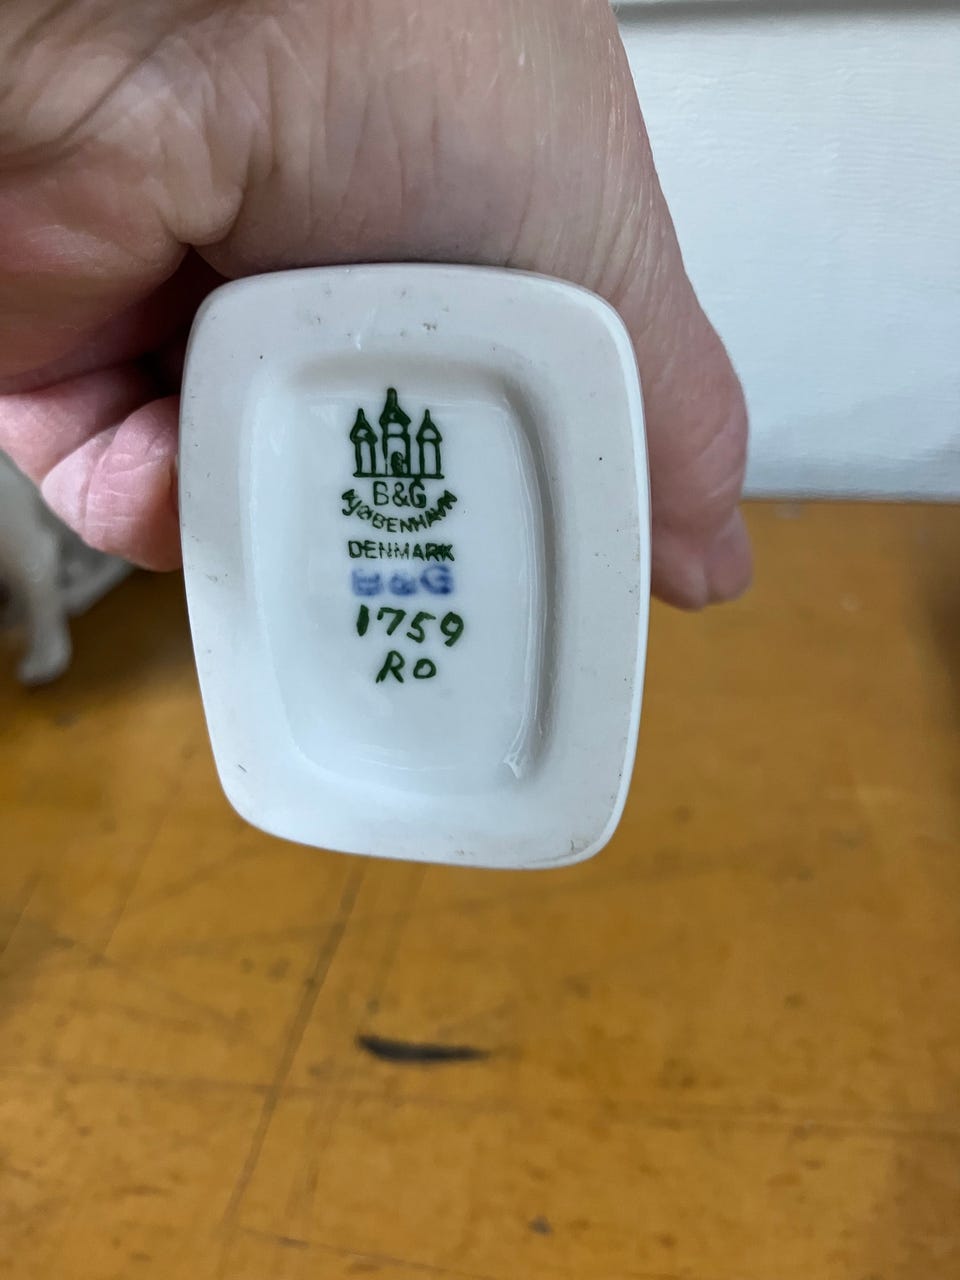 B&G
KJØBENHAVN
DENMARK
B&G
1759
RO